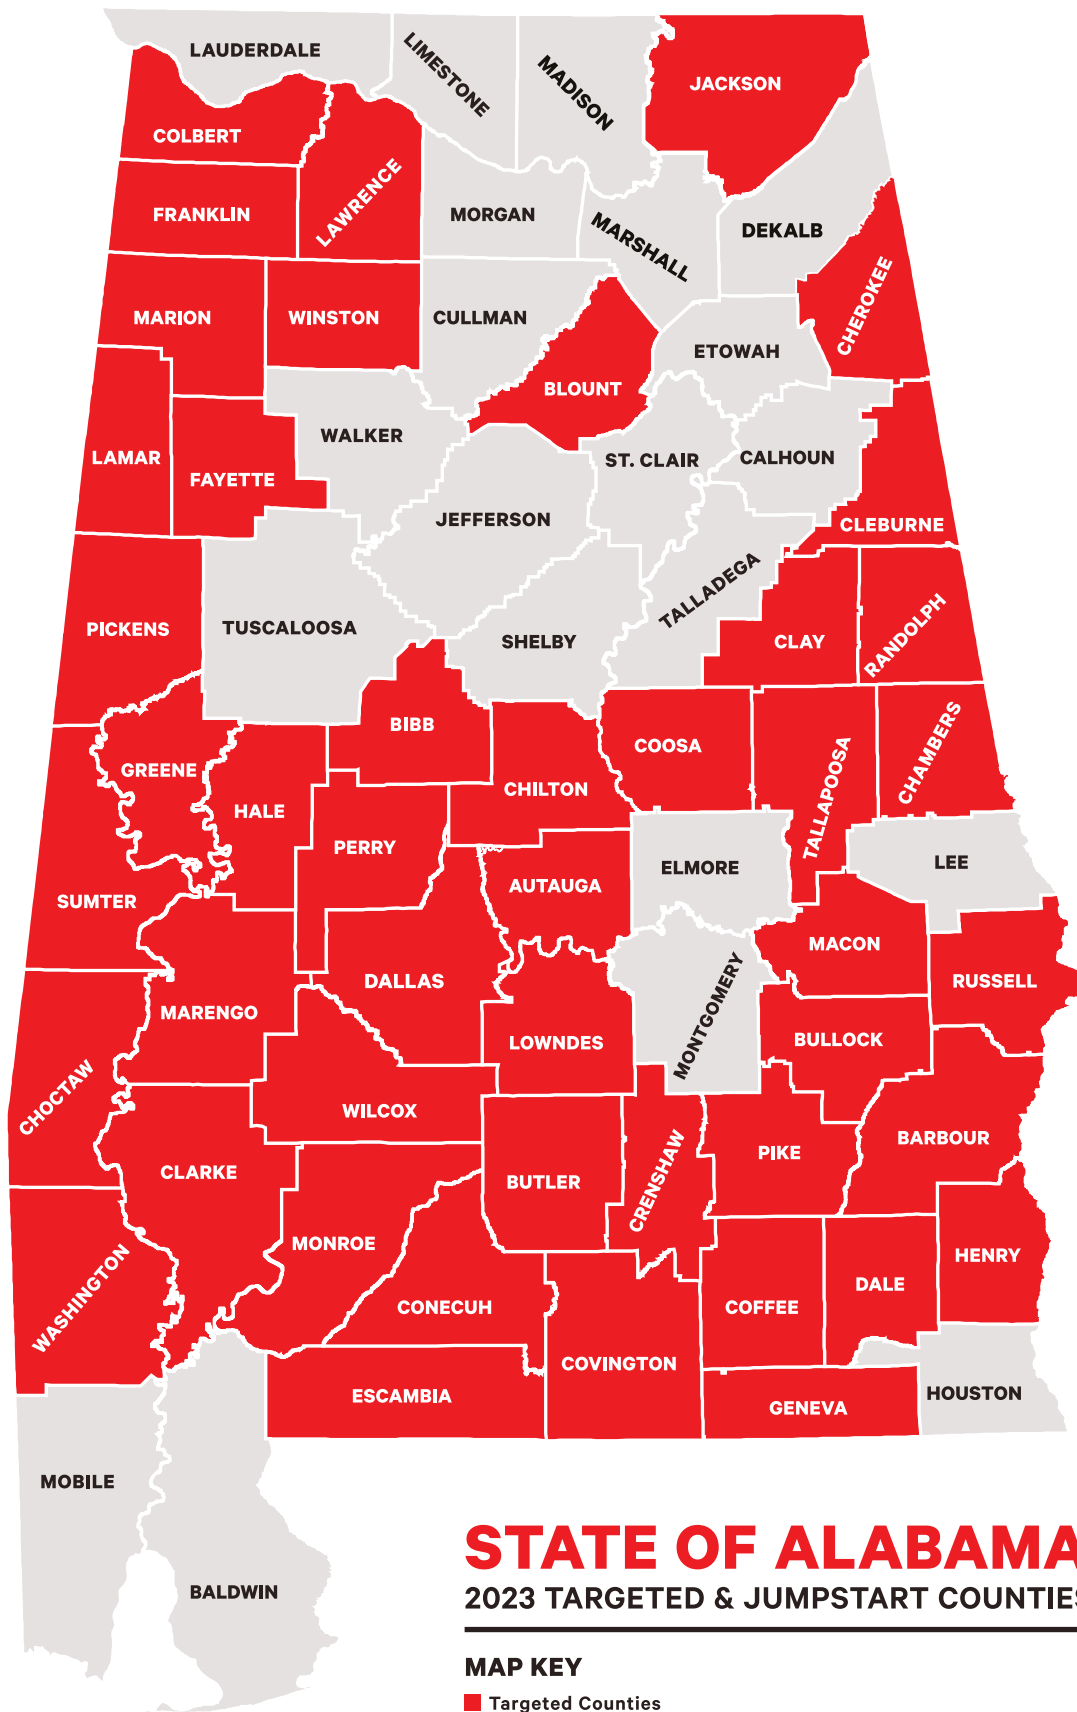 LAUDERDALE
LIMESTONE
MADISON
JACKSON
COLBERT
LAWRENCE
FRANKLIN
MORGAN
MARSHALL
DEKALB
CHEROKEE
MARION
WINSTON
CULLMAN
ETOWAH
BLOUNT
WALKER
LAMAR
FAYETTE
ST. CLAIR
CALHOUN
JEFFERSON
CLEBURNE
TALLADEGA
PICKENS
TUSCALOOSA
SHELBY
CLAY
RANDOLPH
BIBB
COOSA
TALLAPOOSA
CHAMBERS
GREENE
HALE
CHILTON
PERRY
ELMORE
LEE
SUMTER
AUTAUGA
MACON
DALLAS
RUSSELL
MARENGO
LOWNDES
MONTGOMERY
BULLOCK
CHOCTAW
WILCOX
BARBOUR
CLARKE
BUTLER
CRENSHAW
PIKE
MONROE
HENRY
WASHINGTON
CONECUH
COFFEE
DALE
COVINGTON
ESCAMBIA
GENEVA
HOUSTON
MOBILE
BALDWIN
STATE OF ALABAMA
2023 TARGETED & JUMPSTART COUNTIES
MAP KEY
Targeted Counties